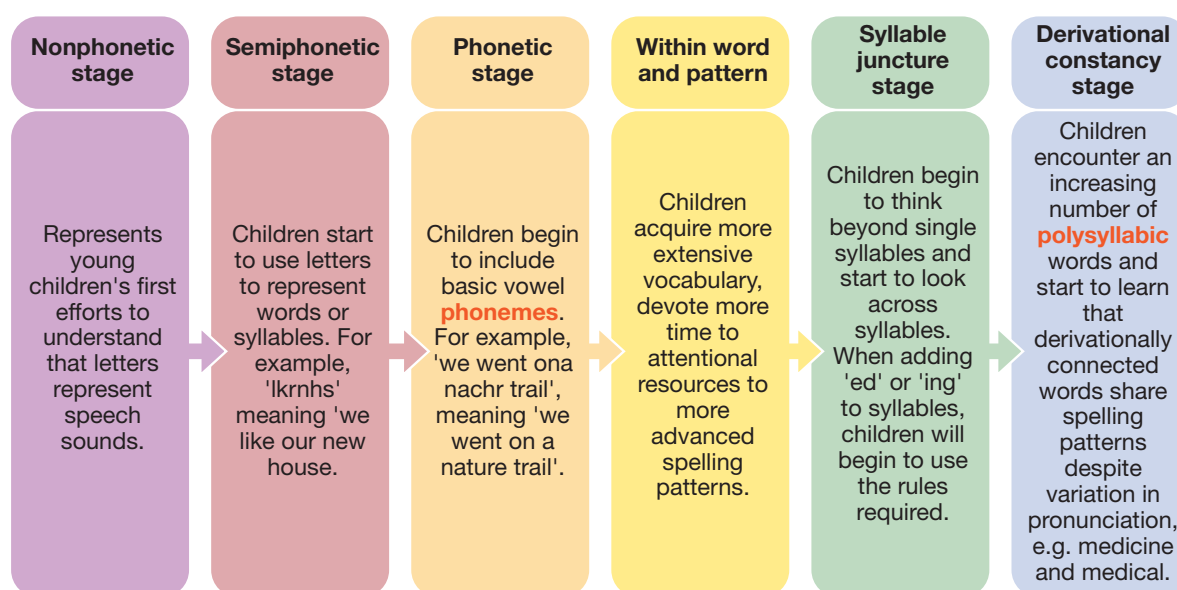 Nonphonetic
stage
Represents
young
children's first
efforts to
understand
that letters
represent
speech
sounds.
Semiphonetic
stage
Children start
to use letters
to represent
words or
syllables. For
example,
'lkrnhs'
meaning 'we
like our new
house.
Phonetic
stage
Children begin
to include
basic vowel
phonemes.
For example,
'we went ona
nachr trail',
meaning 'we
went on a
nature trail'.
Within word
and pattern
Children
acquire more
extensive
vocabulary,
devote more
time to
attentional
resources to
more
advanced
spelling
patterns.
Syllable
juncture
stage
Children begin
to think
beyond single
syllables and
start to look
across
syllables.
When adding
'ed' or 'ing'
to syllables,
children will
begin to use
the rules
required.
Derivational
constancy
stage
Children
encounter an
increasing
number of
polysyllabic
words and
start to learn
that
derivationally
connected
words share
spelling
patterns
despite
variation in
pronunciation,
e.g. medicine
and medical.